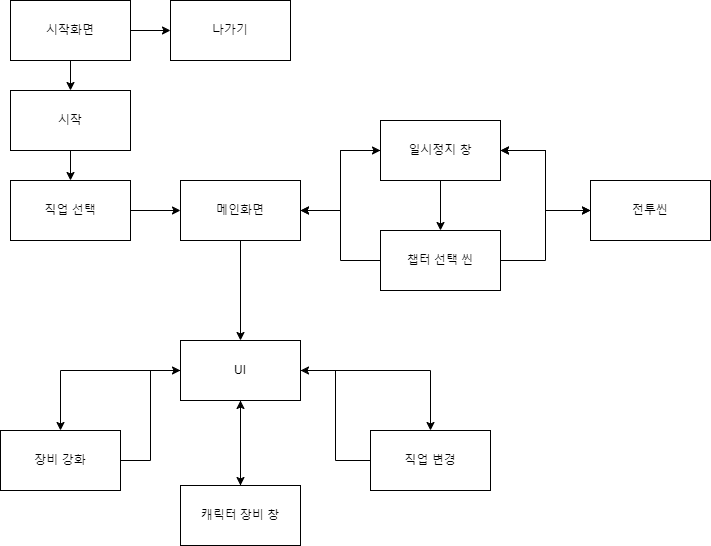 시작화면
나가기
시작
일시정지 창
직업 선택
메인화면
전투씬
챕터 선택 씬
UI
장비 강화
직업 변경
캐릭터 장비 창